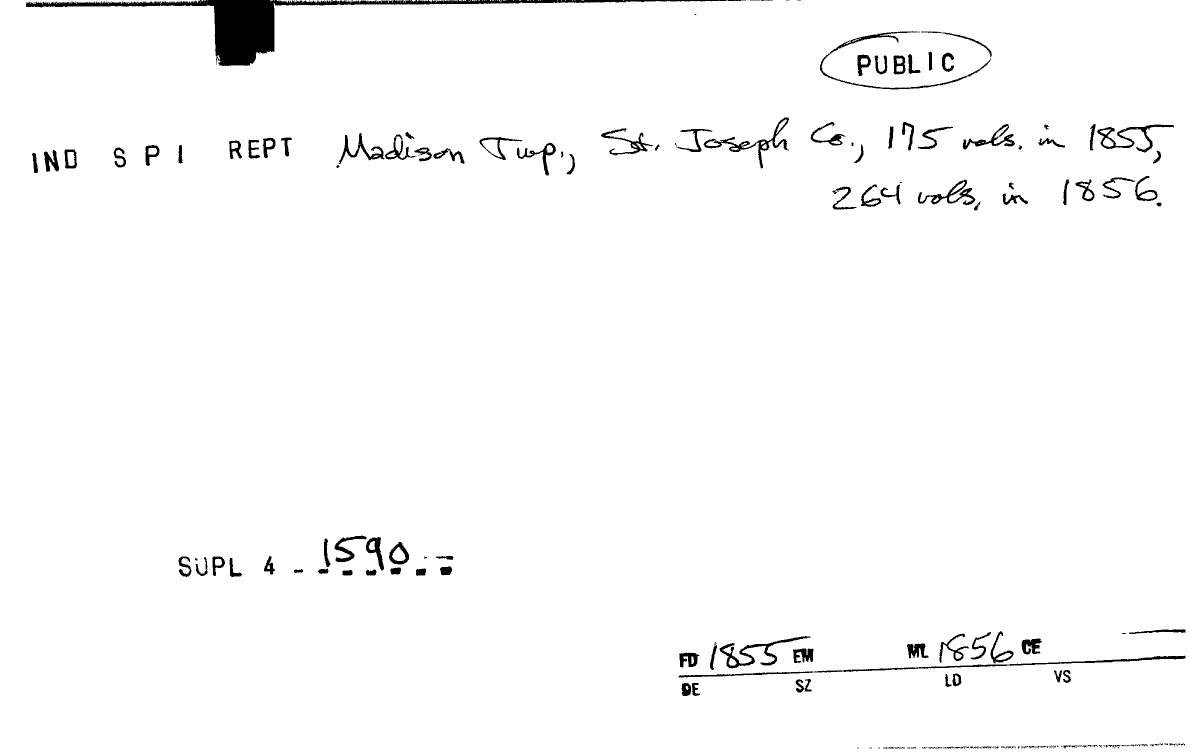 PUBLIC
IND S P I REPT Madison Twp., St. Joseph Co., 175 vols. in 1855,
264 vols. in 1856.
SUPL 4 - 1590
FD 1855 EM ML 1856 CE
DE SZ LD VS